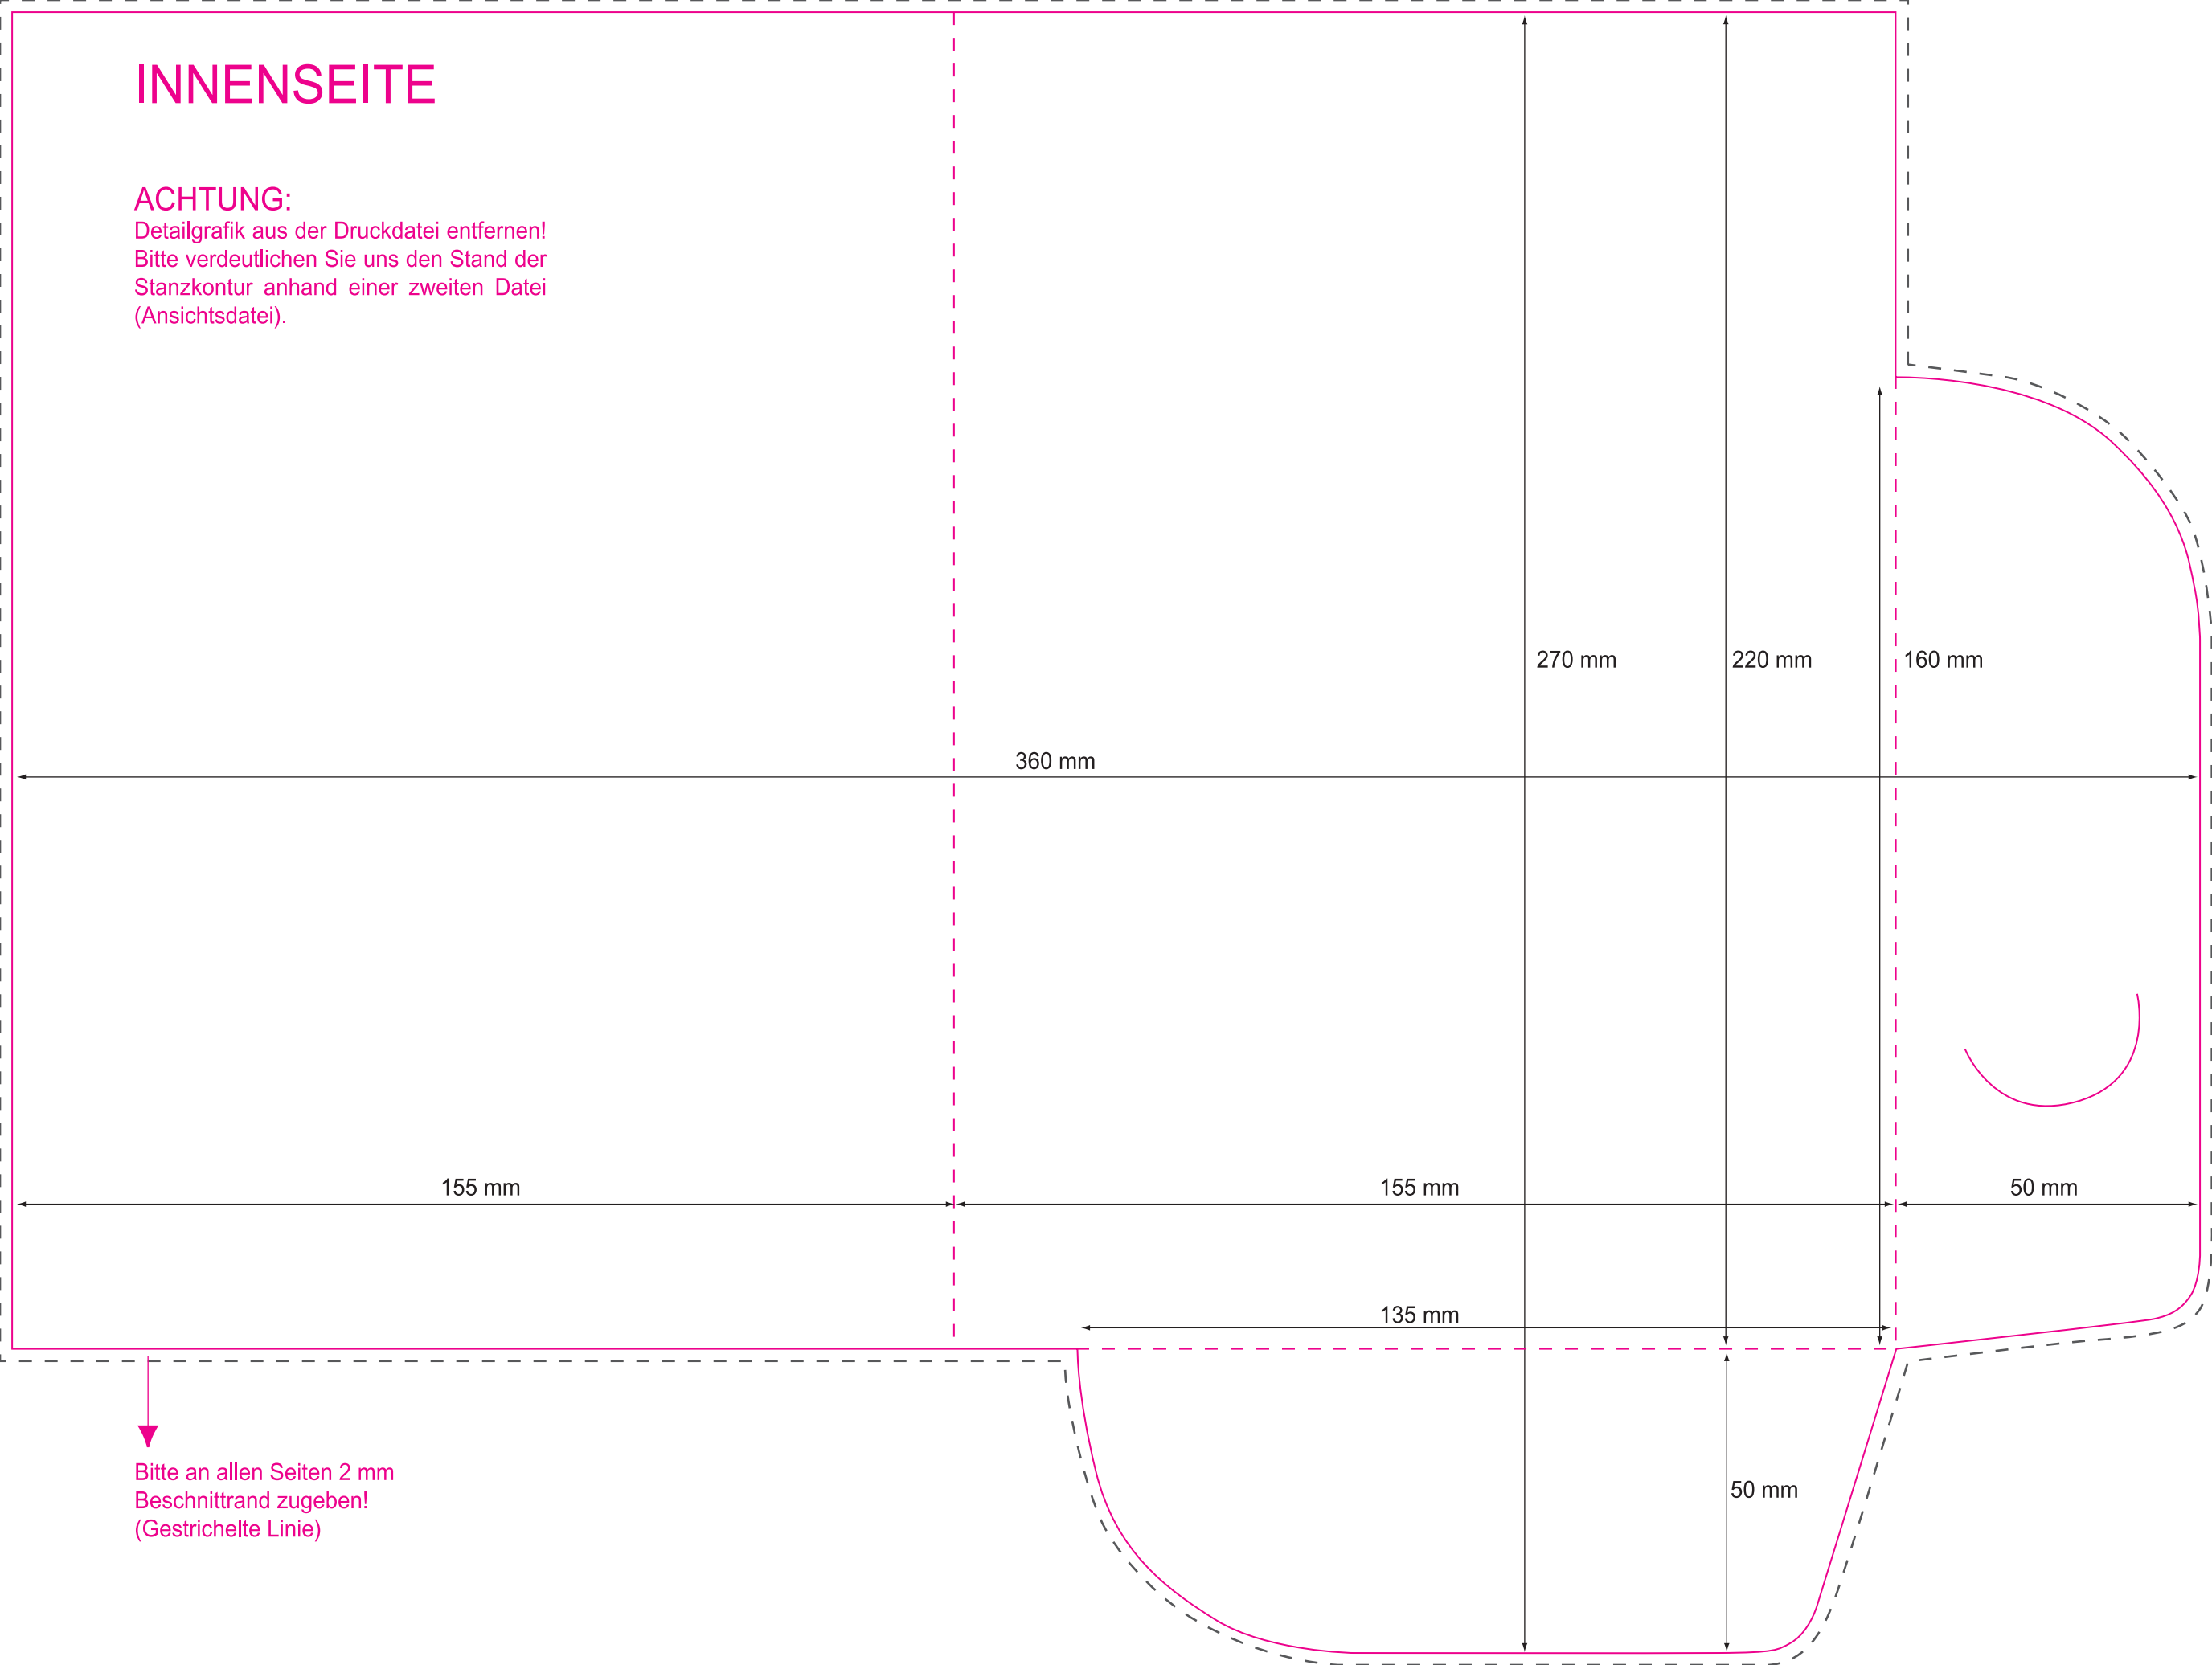 INNENSEITE
ACHTUNG:
Detailgrafik aus der Druckdatei entfernen!
Bitte verdeutlichen Sie uns den Stand der
Stanzkontur anhand einer zweiten Datei
(Ansichtsdatei).
270 mm
220 mm
160 mm
360 mm
155 mm
155 mm
50 mm
135 mm
Bitte an allen Seiten 2 mm
Beschnittrand zugeben!
(Gestrichelte Linie)
50 mm